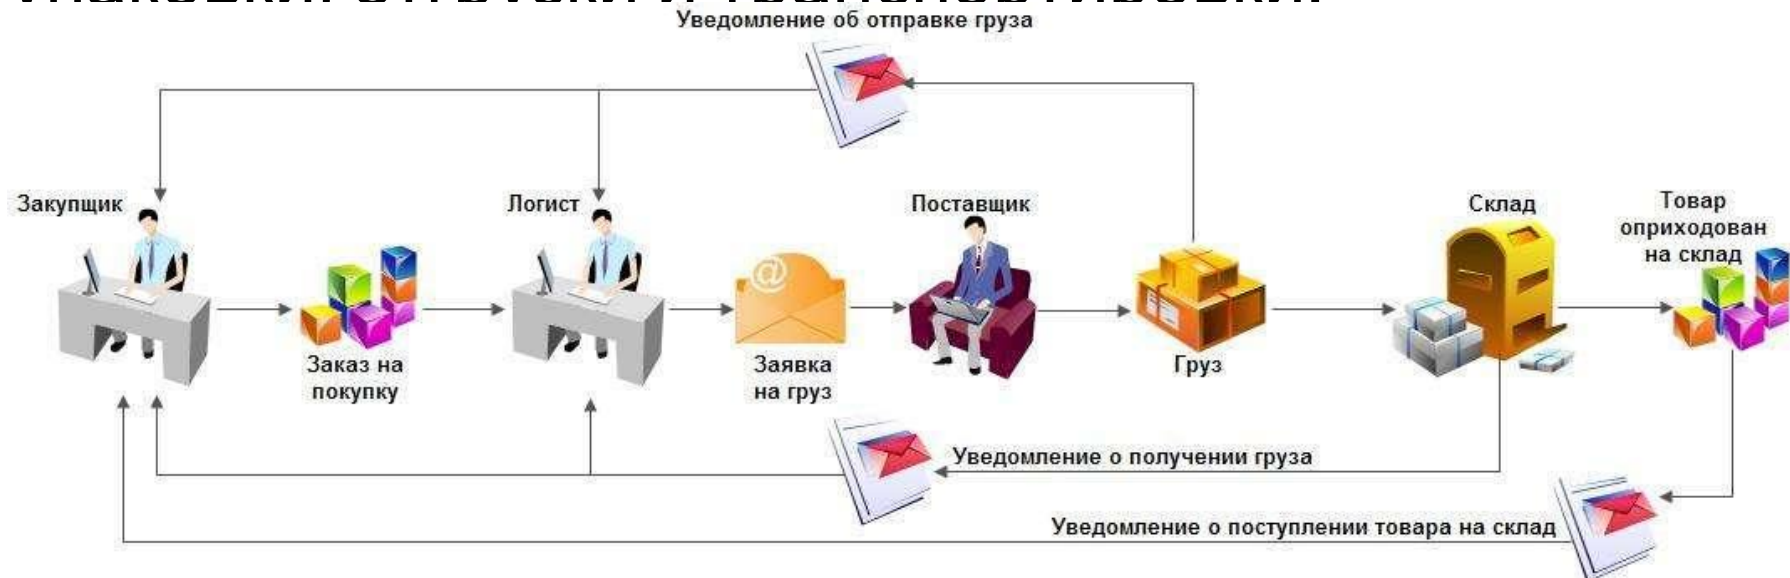 Уведомление об отправке груза
Закупщик
Логист
Поставщик
Склад
Товар
оприходован
на склад
@
Заказ на
покупку
Заявка
на груз
Груз
Уведомление о получении груза
Уведомление о поступлении товара на склад